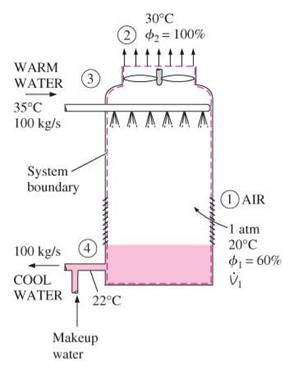 30°C
② ϕ₂ = 100%
WARM
WATER ③
35°C
100 kg/s
System
boundary
① AIR
1 atm
20°C
ϕ₁ = 60%
V̇₁
100 kg/s ④
COOL
WATER
22°C
Makeup
water